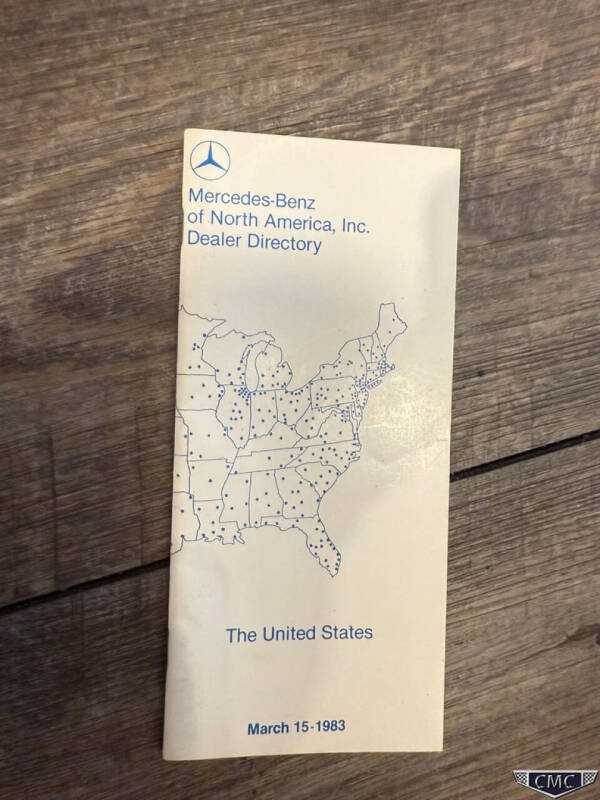 Mercedes-Benz
of North America, Inc.
Dealer Directory
The United States
March 15-1983
CMC